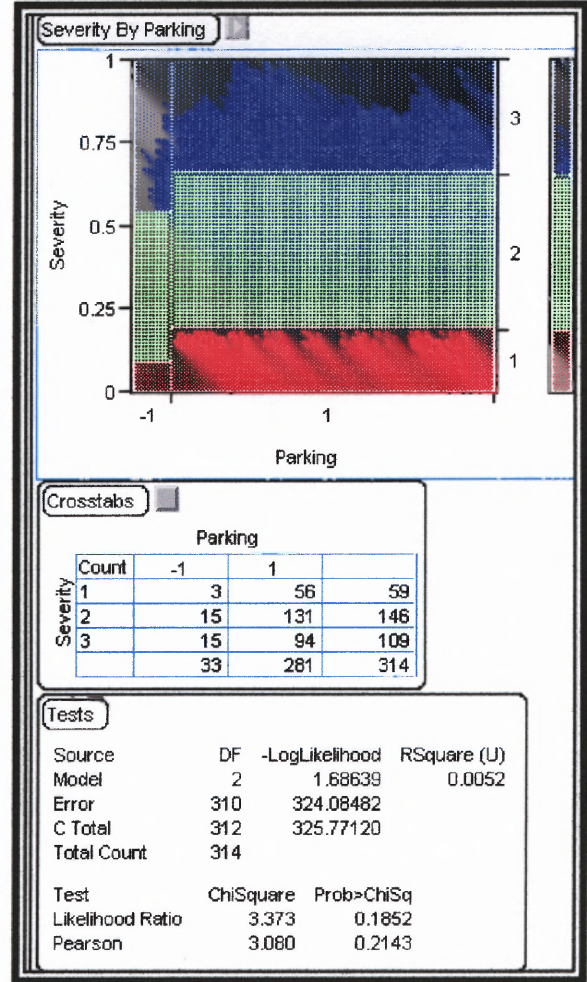 Severity By Parking
1
0.75
0.5
0.25
0
Severity
3
2
1
-1 1
Parking
Crosstabs
Parking
Severity
Count -1 1
1 3 56 59
2 15 131 146
3 15 94 109
33 281 314
Tests
Source DF -LogLikelihood RSquare (U)
Model 2 1.68639 0.0052
Error 310 324.08482
C Total 312 325.77120
Total Count 314
Test ChiSquare Prob>ChiSq
Likelihood Ratio 3.373 0.1852
Pearson 3.080 0.2143